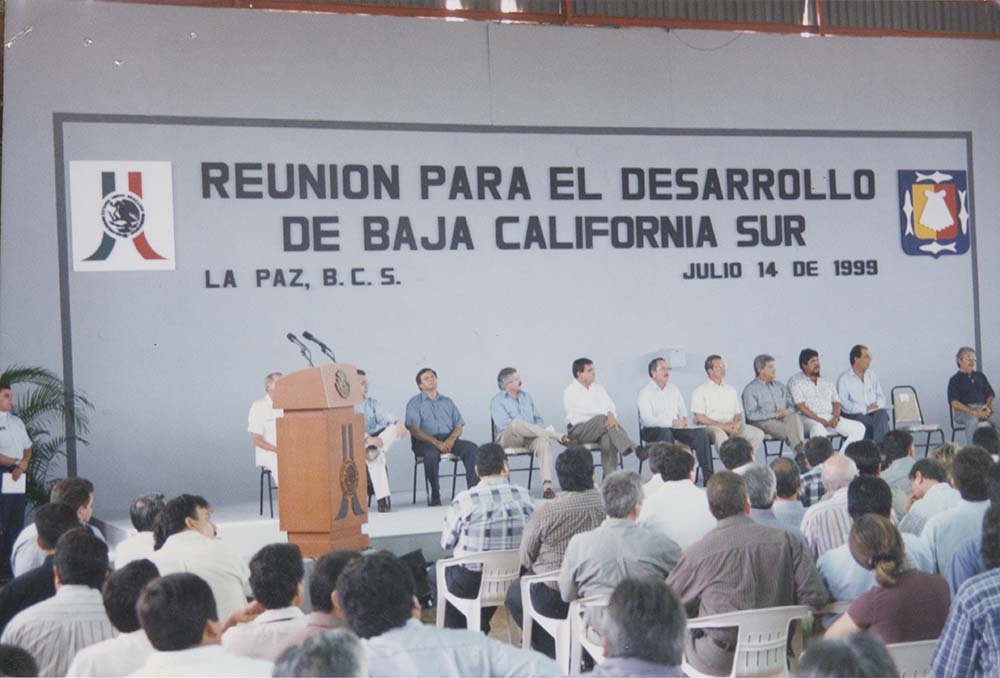 REUNION PARA EL DESARROLLO
DE BAJA CALIFORNIA SUR
LA PAZ, B.C.S.
JULIO 14 DE 1999